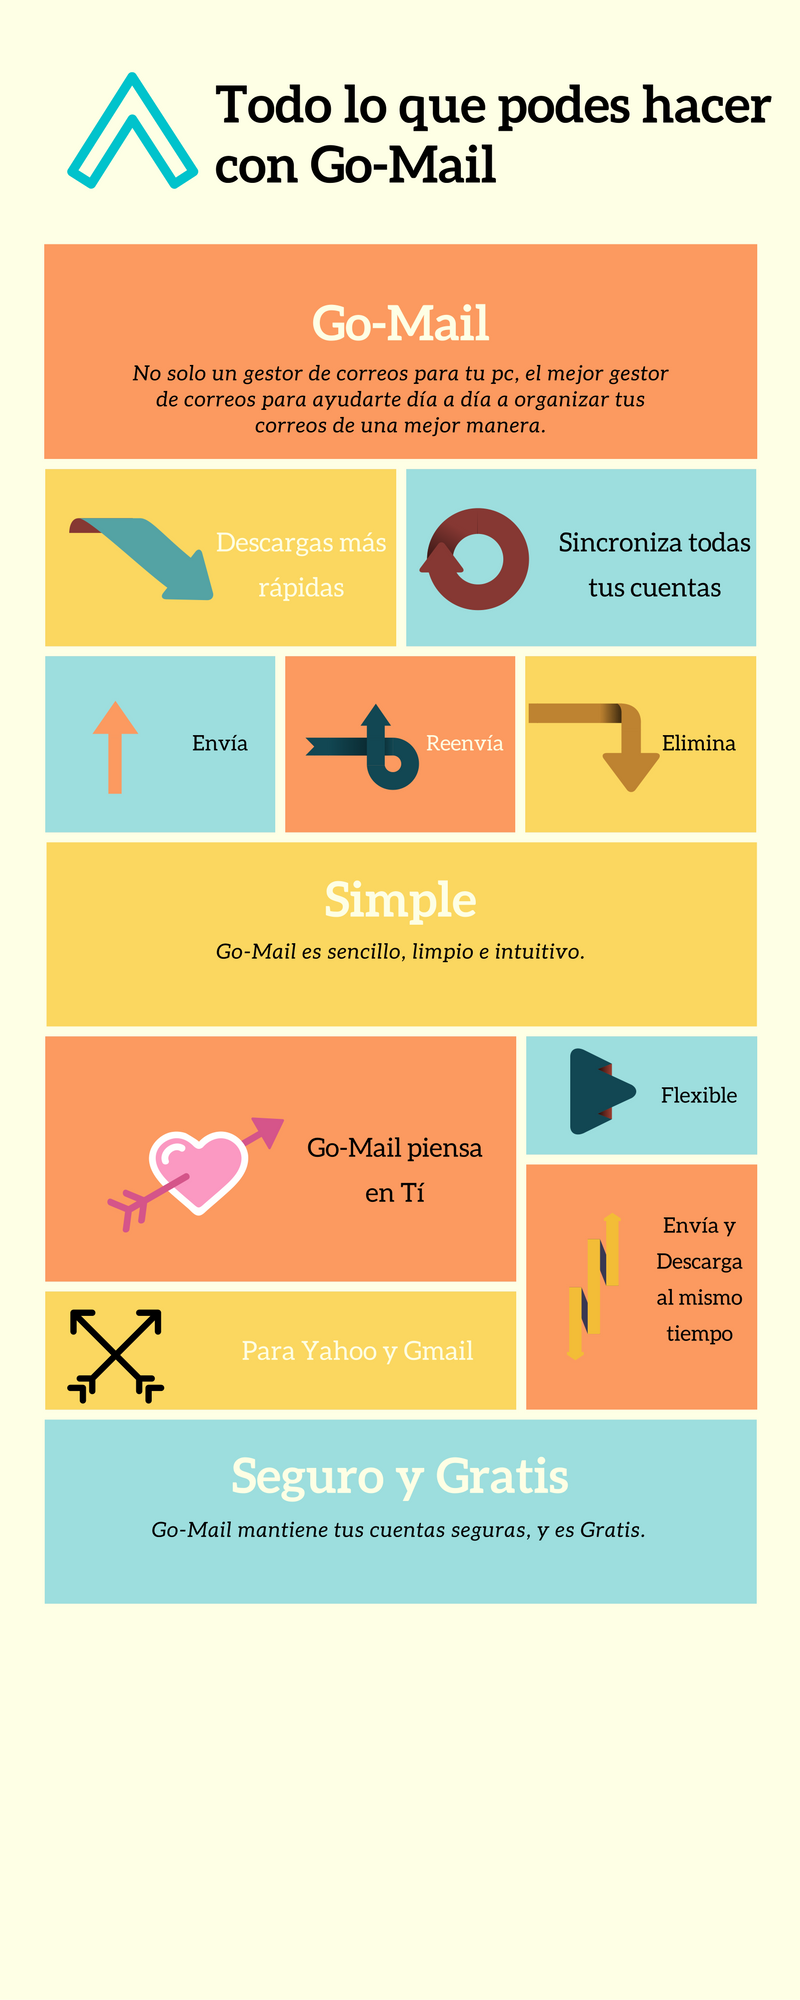 Todo lo que podes hacer
con Go-Mail
Go-Mail
No solo un gestor de correos para tu pc, el mejor gestor
de correos para ayudarte día a día a organizar tus
correos de una mejor manera.
Descargas más
rápidas
Sincroniza todas
tus cuentas
Envía
Reenvía
Elimina
Simple
Go-Mail es sencillo, limpio e intuitivo.
Go-Mail piensa
en Tí
Flexible
Envía y
Descarga
al mismo
tiempo
Para Yahoo y Gmail
Seguro y Gratis
Go-Mail mantiene tus cuentas seguras, y es Gratis.